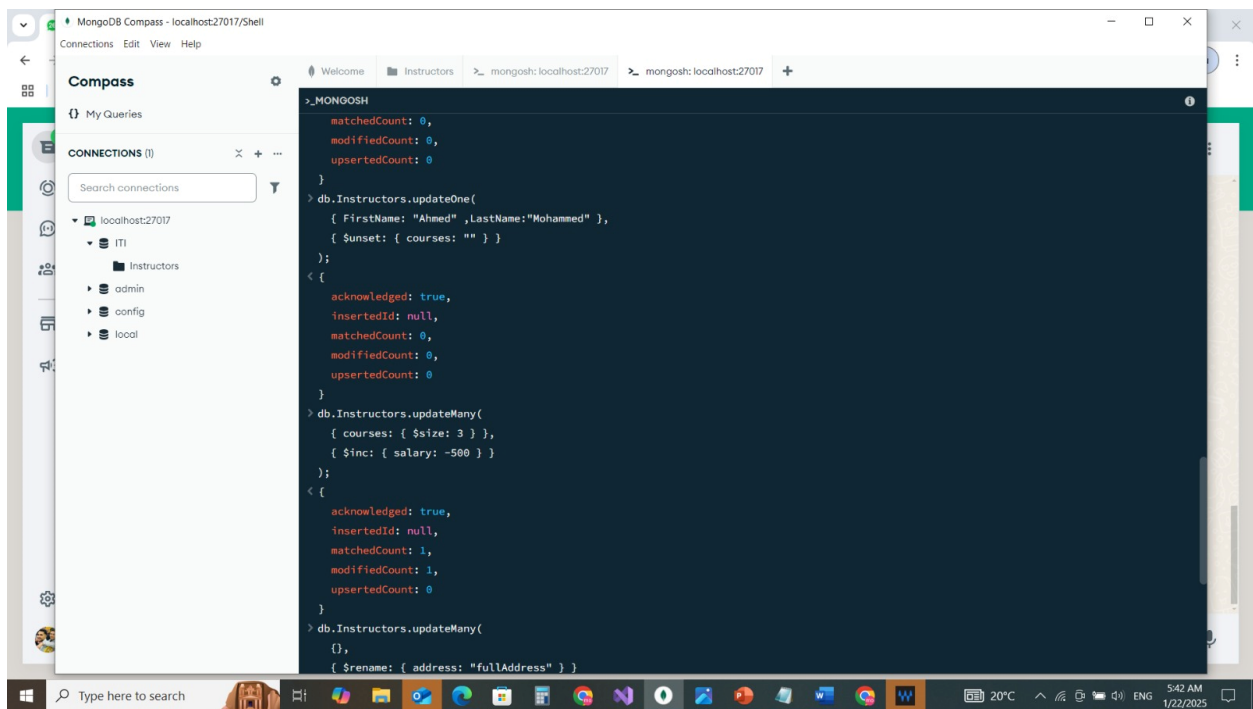 MongoDB Compass - localhost:27017/Shell
Connections Edit View Help
Compass
{} My Queries
CONNECTIONS (1)
Search connections
localhost:27017
ITI
Instructors
admin
config
local
Welcome Instructors >_ mongosh: localhost:27017 >_ mongosh: localhost:27017 +
>_MONGOSH
matchedCount: 0,
modifiedCount: 0,
upsertedCount: 0
}
> db.Instructors.updateOne(
{ FirstName: "Ahmed" ,LastName:"Mohammed" },
{ $unset: { courses: "" } }
);
< {
acknowledged: true,
insertedId: null,
matchedCount: 0,
modifiedCount: 0,
upsertedCount: 0
}
> db.Instructors.updateMany(
{ courses: { $size: 3 } },
{ $inc: { salary: -500 } }
);
< {
acknowledged: true,
insertedId: null,
matchedCount: 1,
modifiedCount: 1,
upsertedCount: 0
}
> db.Instructors.updateMany(
{},
{ $rename: { address: "fullAddress" } }
Type here to search
20°C
ENG
5:42 AM
1/22/2025